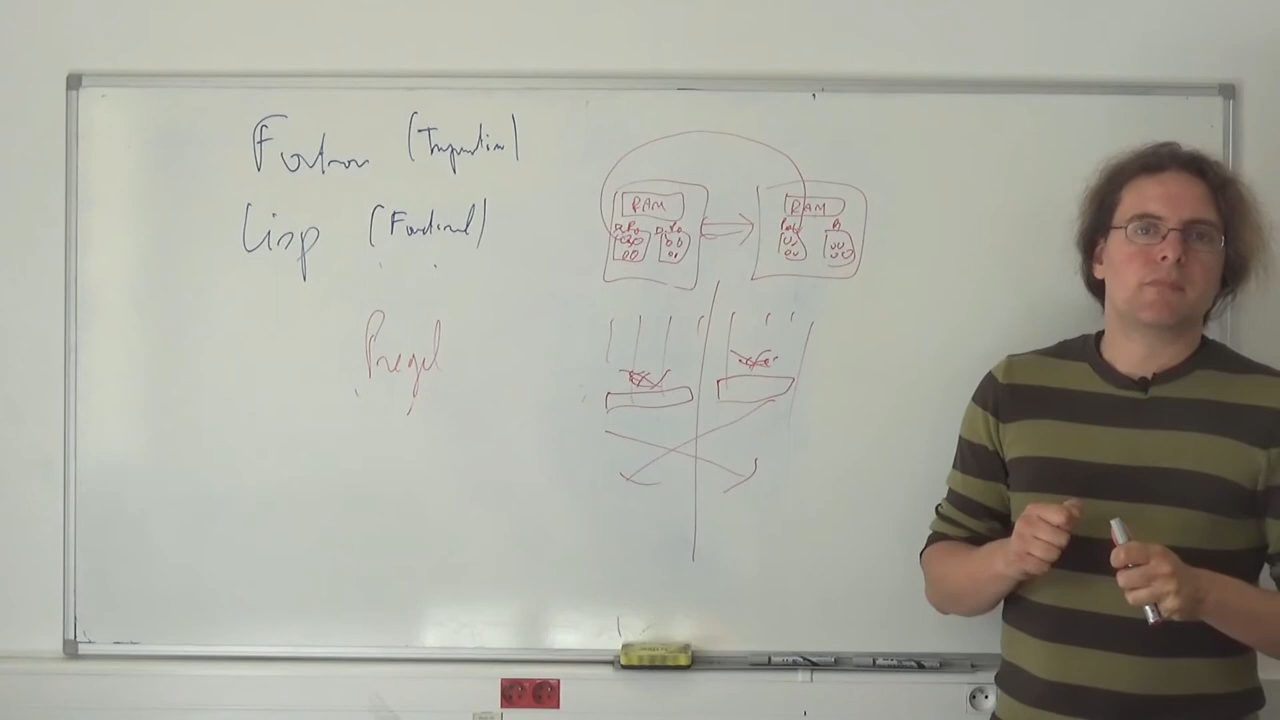 Fortran (Imperative)
Lisp (Functional)
Pregel
RAM
RAM